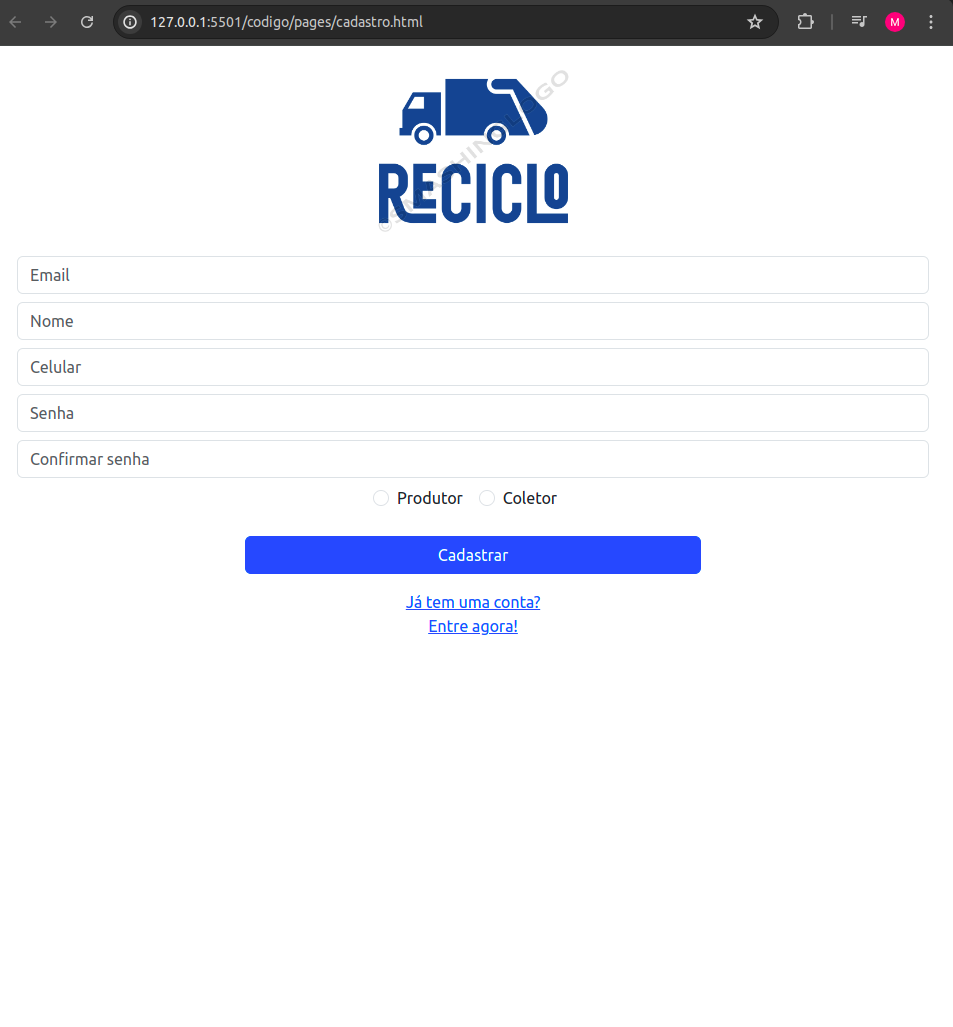 127.0.0.1:5501/codigo/pages/cadastro.html
M
©SMASHING LOGO
RECICLO
Email
Nome
Celular
Senha
Confirmar senha
Produtor Coletor
Cadastrar
Já tem uma conta?
Entre agora!